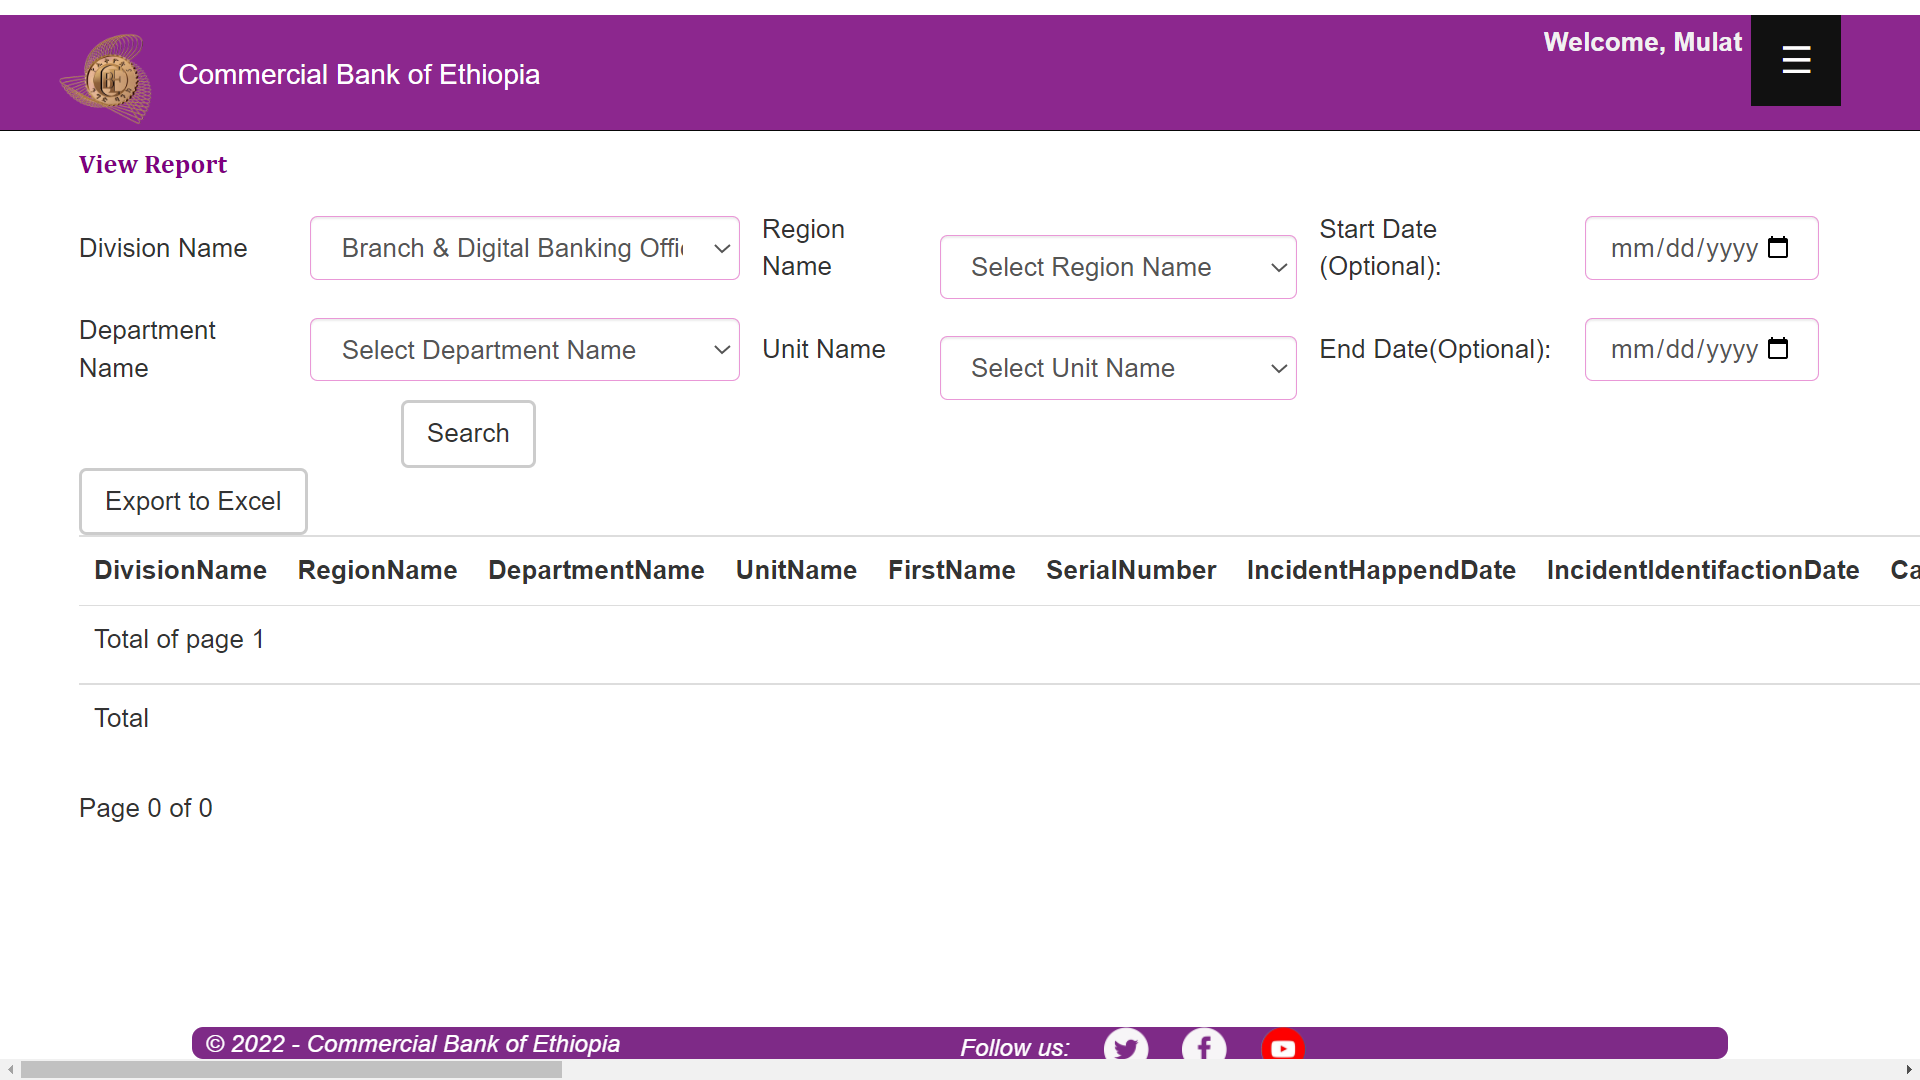 Commercial Bank of Ethiopia
Welcome, Mulat
View Report
Division Name
Branch & Digital Banking Offi
Region
Name
Select Region Name
Start Date
(Optional):
mm/dd/yyyy
Department
Name
Select Department Name
Unit Name
Select Unit Name
End Date(Optional):
mm/dd/yyyy
Search
Export to Excel
DivisionName RegionName DepartmentName UnitName FirstName SerialNumber IncidentHappendDate IncidentIdentifactionDate Ca
Total of page 1
Total
Page 0 of 0
© 2022 - Commercial Bank of Ethiopia
Follow us: